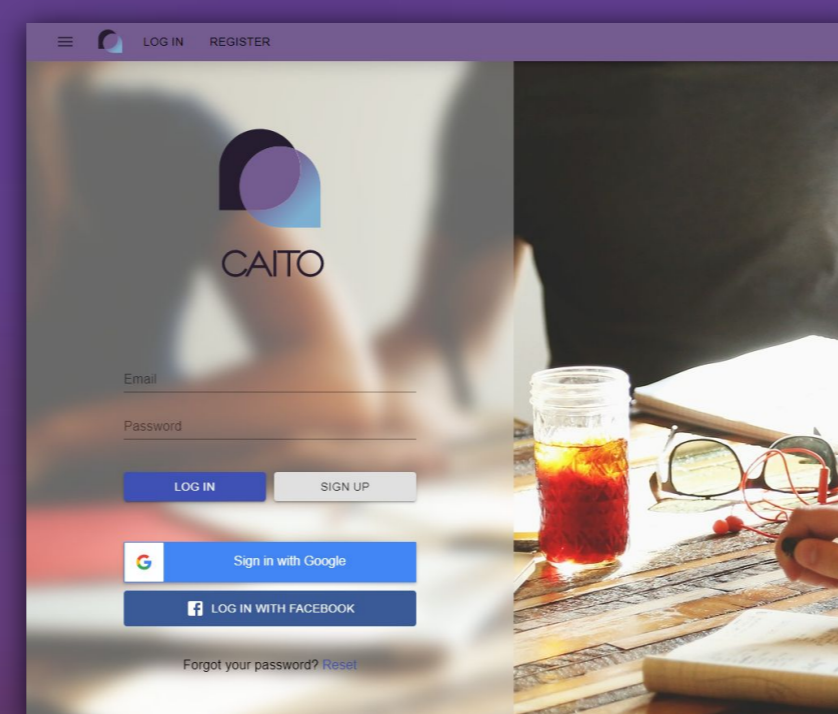 LOG IN REGISTER
CAITO
Email
Password
LOG IN SIGN UP
G Sign in with Google
f LOG IN WITH FACEBOOK
Forgot your password? Reset